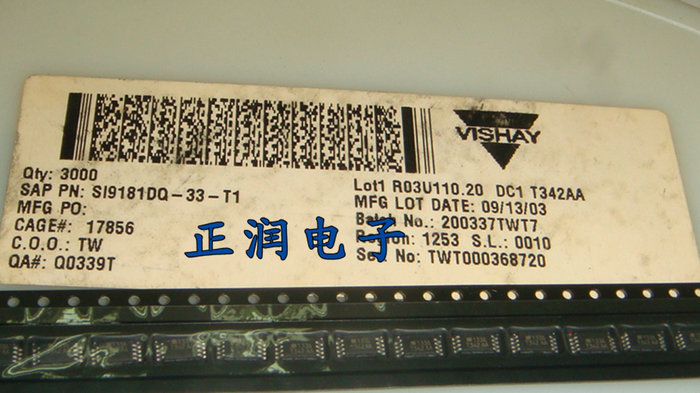 VISHAY
Qty: 3000
SAP PN: SI9181DQ-33-T1
MFG PO:
CAGE#: 17856
C.O.O: TW
QA#: Q0339T
Lot1 R03U110.20 DC1 T342AA
MFG LOT DATE: 09/13/03
Batch No.: 200337TWT7
1253 S.L.: 0010
No: TWT000368720
正润电子